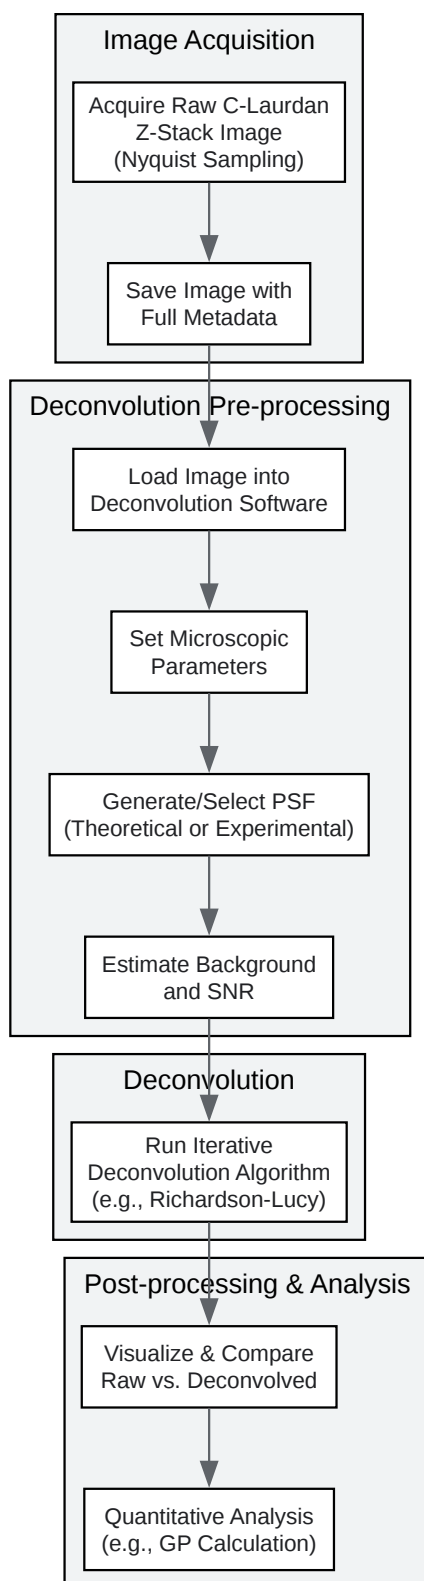 Image Acquisition
Acquire Raw C-Laurdan
Z-Stack Image
(Nyquist Sampling)
Save Image with
Full Metadata
Deconvolution Pre-processing
Load Image into
Deconvolution Software
Set Microscopic
Parameters
Generate/Select PSF
(Theoretical or Experimental)
Estimate Background
and SNR
Deconvolution
Run Iterative
Deconvolution Algorithm
(e.g., Richardson-Lucy)
Post-processing & Analysis
Visualize & Compare
Raw vs. Deconvolved
Quantitative Analysis
(e.g., GP Calculation)